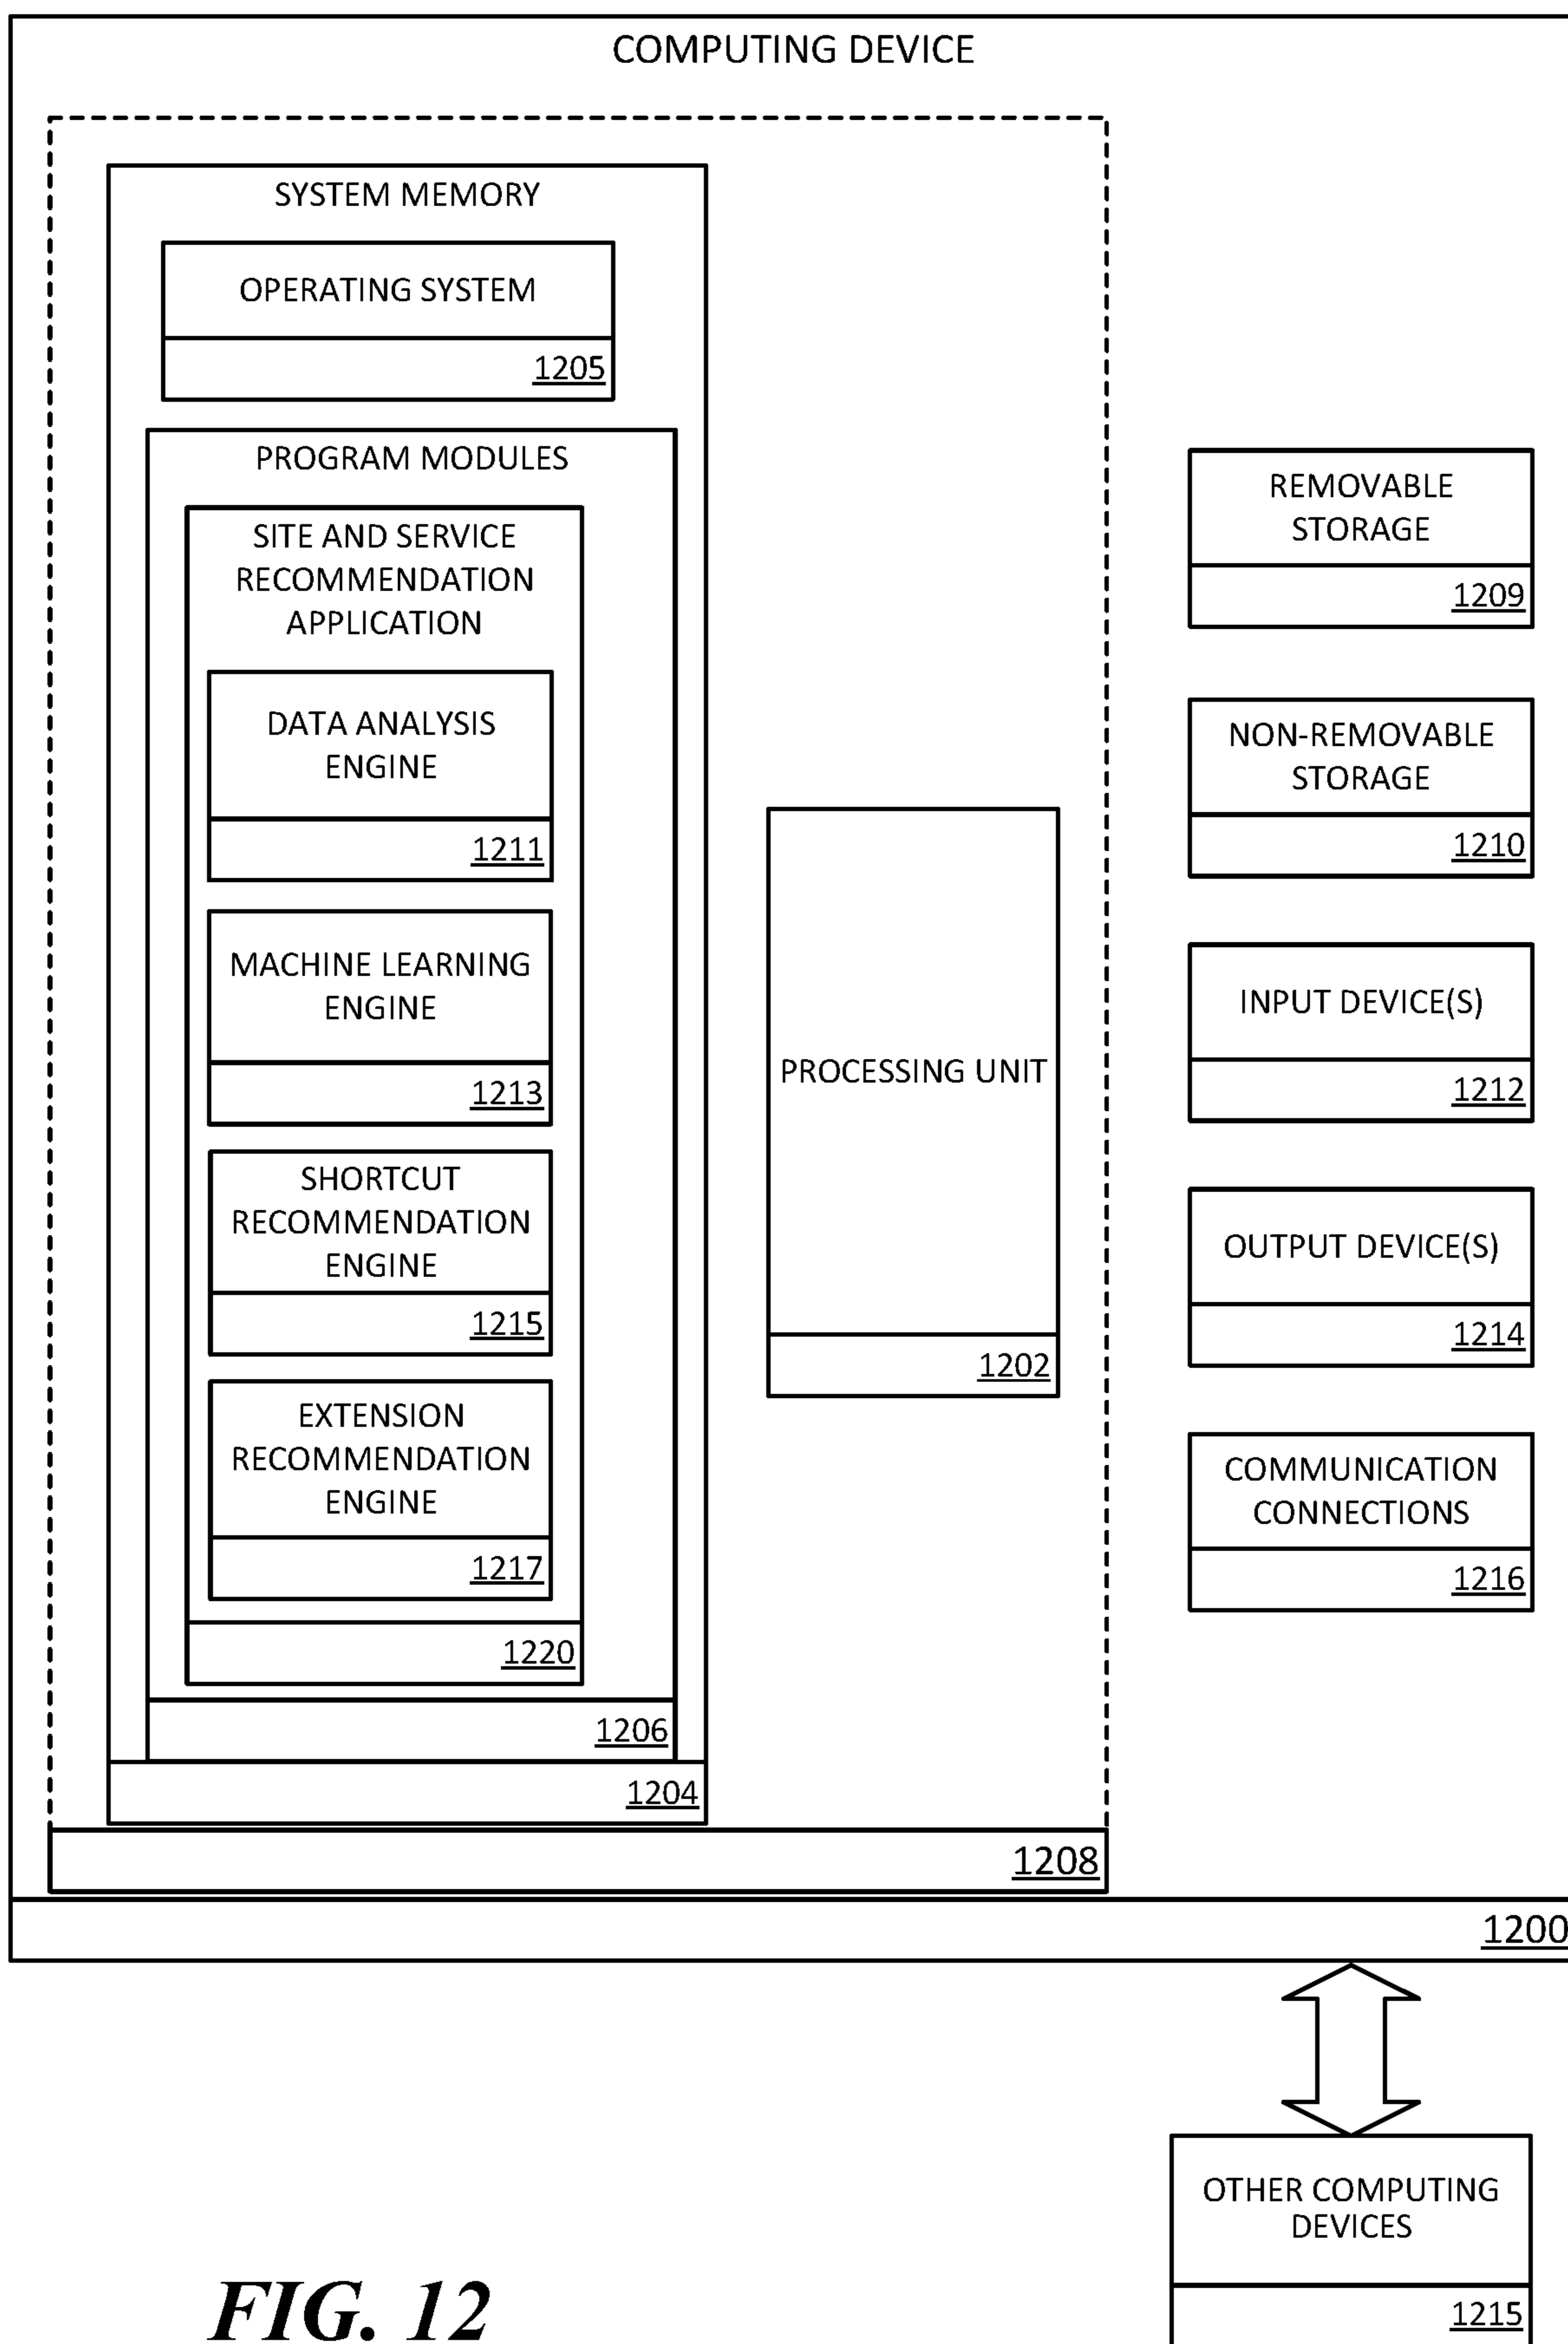 COMPUTING DEVICE
SYSTEM MEMORY
OPERATING SYSTEM
1205
PROGRAM MODULES
SITE AND SERVICE
RECOMMENDATION
APPLICATION
DATA ANALYSIS
ENGINE
1211
MACHINE LEARNING
ENGINE
1213
SHORTCUT
RECOMMENDATION
ENGINE
1215
EXTENSION
RECOMMENDATION
ENGINE
1217
1220
1206
1204
PROCESSING UNIT
1202
1208
REMOVABLE
STORAGE
1209
NON-REMOVABLE
STORAGE
1210
INPUT DEVICE(S)
1212
OUTPUT DEVICE(S)
1214
COMMUNICATION
CONNECTIONS
1216
1200
OTHER COMPUTING
DEVICES
1215
FIG. 12